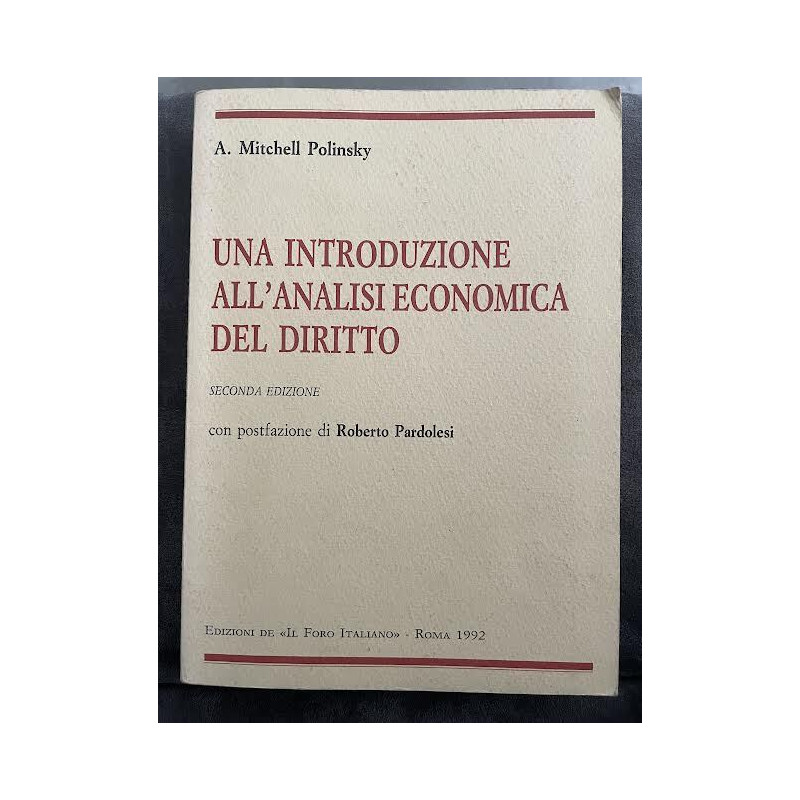 A. Mitchell Polinsky
UNA INTRODUZIONE
ALL'ANALISI ECONOMICA
DEL DIRITTO
SECONDA EDIZIONE
con postfazione di Roberto Pardolesi
EDIZIONI DE «IL FORO ITALIANO» - ROMA 1992